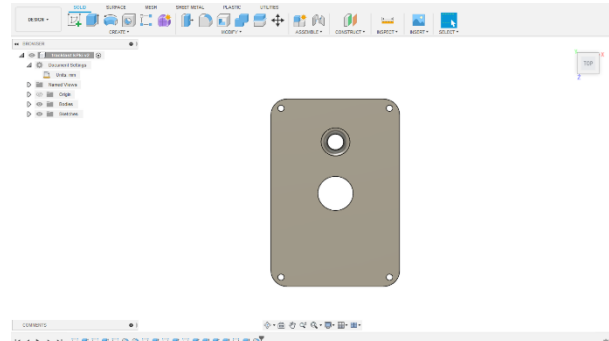 SOLID SURFACE MESH SHEET METAL PLASTIC UTILITIES
DESIGN
CREATE MODIFY ASSEMBLE CONSTRUCT INSPECT INSERT SELECT
BROWSER
Document Settings
Units: mm
Named Views
Origin
Bodies
Sketches
TOP
X
Z
COMMENTS